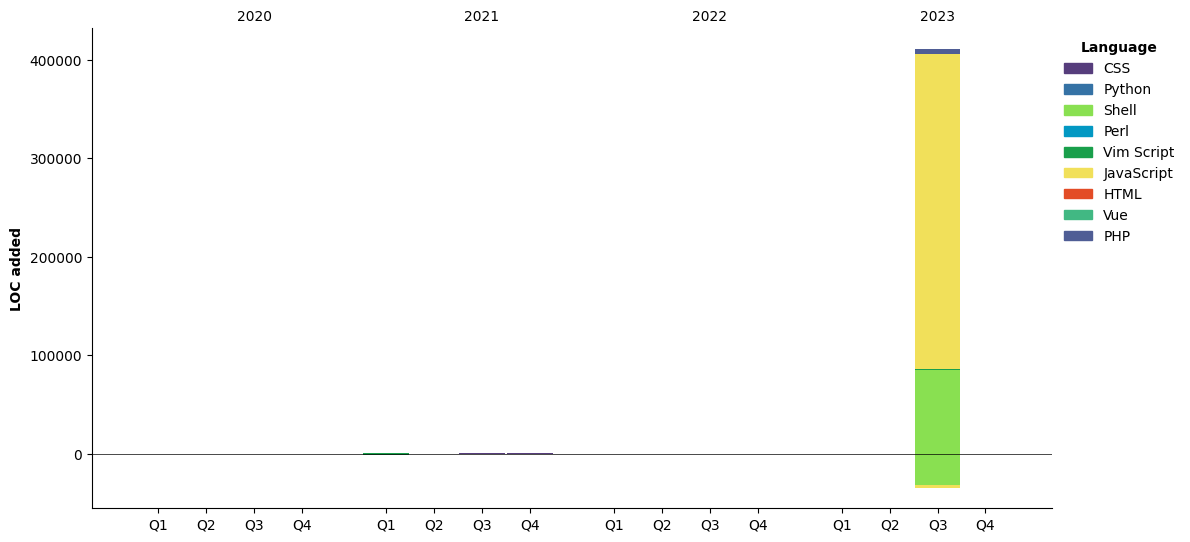 2020 2021 2022 2023
400000
300000
200000
100000
0
LOC added
Q1 Q2 Q3 Q4 Q1 Q2 Q3 Q4 Q1 Q2 Q3 Q4 Q1 Q2 Q3 Q4
Language
CSS
Python
Shell
Perl
Vim Script
JavaScript
HTML
Vue
PHP